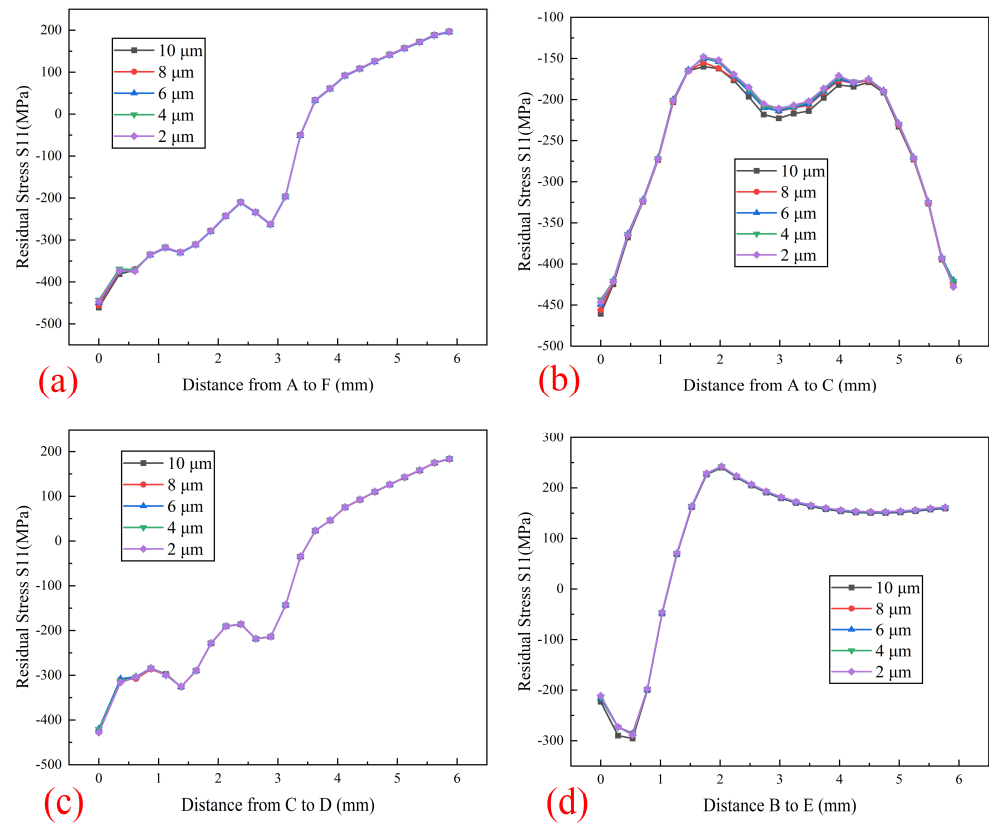 200
100
0
-100
-200
-300
-400
-500
Residual Stress S11(MPa)
10 μm
8 μm
6 μm
4 μm
2 μm
0 1 2 3 4 5 6
Distance from A to F (mm)
(a)
-100
-150
-200
-250
-300
-350
-400
-450
-500
Residual Stress S11(MPa)
10 μm
8 μm
6 μm
4 μm
2 μm
0 1 2 3 4 5 6
Distance from A to C (mm)
(b)
200
100
0
-100
-200
-300
-400
-500
Residual Stress S11(MPa)
10 μm
8 μm
6 μm
4 μm
2 μm
0 1 2 3 4 5 6
Distance from C to D (mm)
(c)
300
200
100
0
-100
-200
-300
Residual Stress S11(MPa)
10 μm
8 μm
6 μm
4 μm
2 μm
0 1 2 3 4 5 6
Distance B to E (mm)
(d)